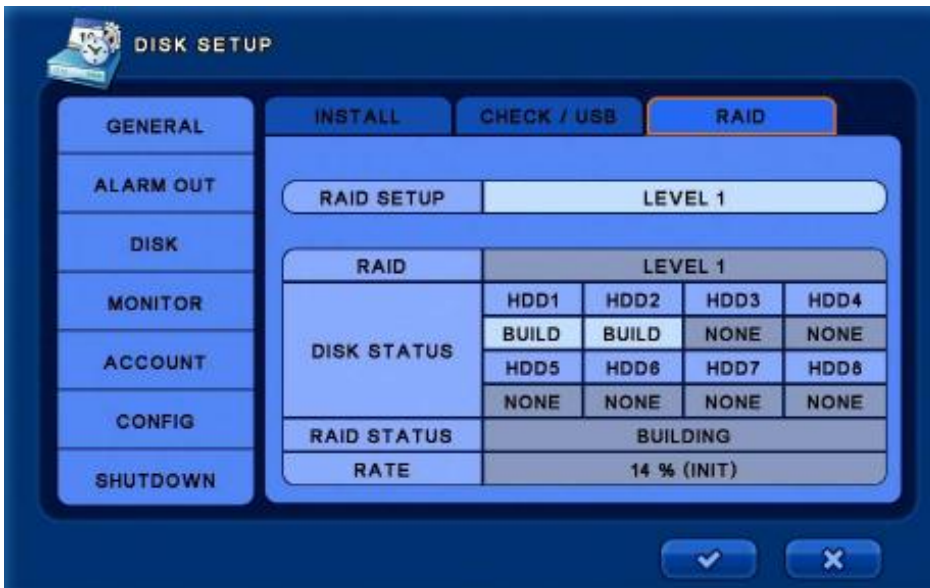 DISK SETUP
GENERAL
ALARM OUT
DISK
MONITOR
ACCOUNT
CONFIG
SHUTDOWN
INSTALL CHECK / USB RAID
RAID SETUP LEVEL 1
RAID LEVEL 1
DISK STATUS
HDD1 HDD2 HDD3 HDD4
BUILD BUILD NONE NONE
HDD5 HDD6 HDD7 HDD8
NONE NONE NONE NONE
RAID STATUS BUILDING
RATE 14 % (INIT)